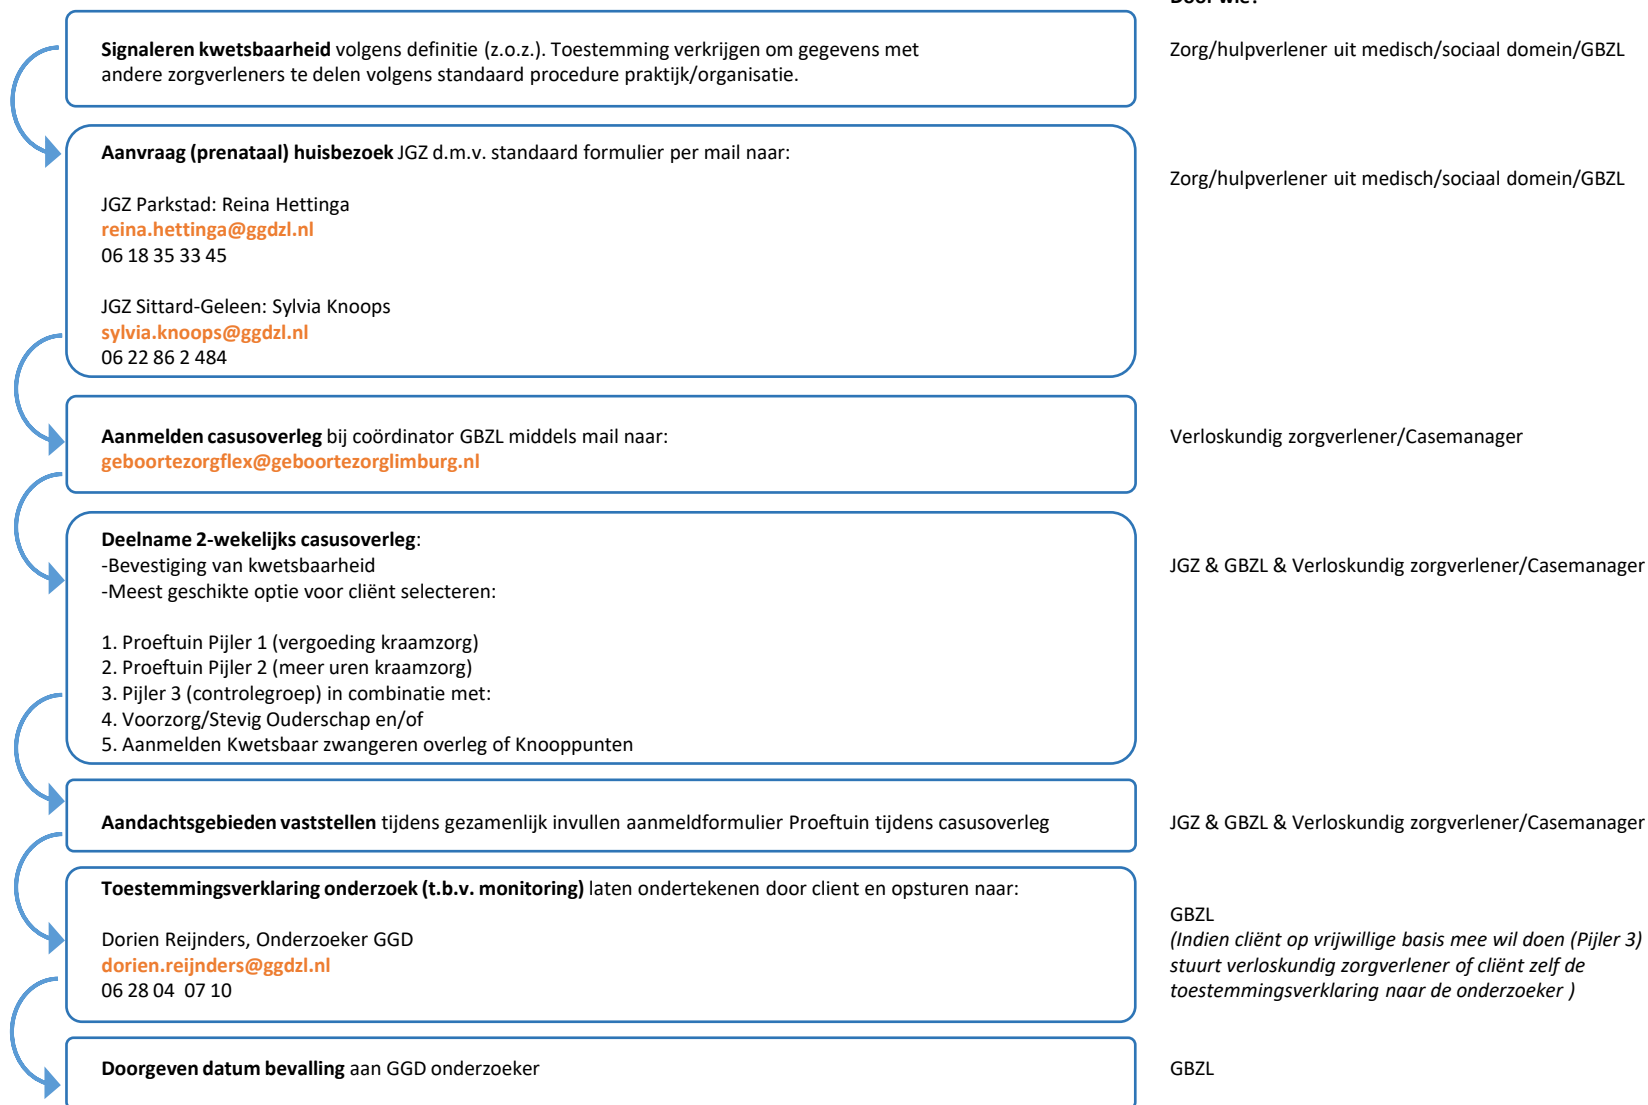 Door wie?
Signaleren kwetsbaarheid volgens definitie (z.o.z.). Toestemming verkrijgen om gegevens met
andere zorgverleners te delen volgens standaard procedure praktijk/organisatie.
Zorg/hulpverlener uit medisch/sociaal domein/GBZL
Aanvraag (prenataal) huisbezoek JGZ d.m.v. standaard formulier per mail naar:
Zorg/hulpverlener uit medisch/sociaal domein/GBZL
JGZ Parkstad: Reina Hettinga
reina.hettinga@ggdzl.nl
06 18 35 33 45
JGZ Sittard-Geleen: Sylvia Knoops
sylvia.knoops@ggdzl.nl
06 22 86 2 484
Aanmelden casusoverleg bij coördinator GBZL middels mail naar:
geboortezorgflex@geboortezorglimburg.nl
Verloskundig zorgverlener/Casemanager
Deelname 2-wekelijks casusoverleg:
-Bevestiging van kwetsbaarheid
-Meest geschikte optie voor cliënt selecteren:
JGZ & GBZL & Verloskundig zorgverlener/Casemanager
1. Proeftuin Pijler 1 (vergoeding kraamzorg)
2. Proeftuin Pijler 2 (meer uren kraamzorg)
3. Pijler 3 (controlegroep) in combinatie met:
4. Voorzorg/Stevig Ouderschap en/of
5. Aanmelden Kwetsbaar zwangeren overleg of Knooppunten
Aandachtsgebieden vaststellen tijdens gezamenlijk invullen aanmeldformulier Proeftuin tijdens casusoverleg
JGZ & GBZL & Verloskundig zorgverlener/Casemanager
Toestemmingsverklaring onderzoek (t.b.v. monitoring) laten ondertekenen door client en opsturen naar:
Dorien Reijnders, Onderzoeker GGD
dorien.reijnders@ggdzl.nl
06 28 04 07 10
GBZL
(Indien cliënt op vrijwillige basis mee wil doen (Pijler 3)
stuurt verloskundig zorgverlener of cliënt zelf de
toestemmingsverklaring naar de onderzoeker )
Doorgeven datum bevalling aan GGD onderzoeker
GBZL